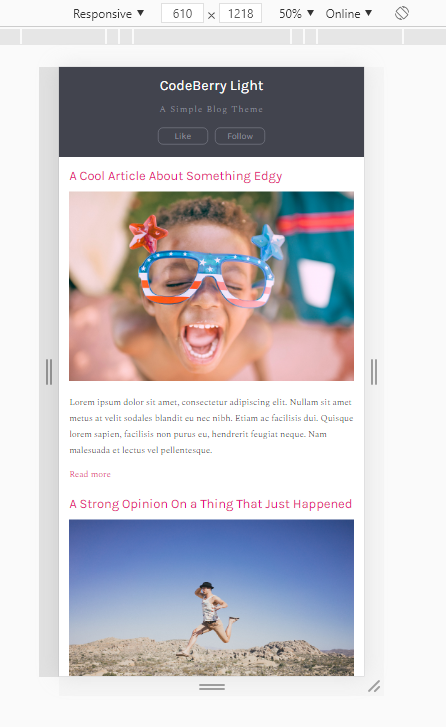 Responsive ▼ 610 × 1218 50% ▼ Online ▼
CodeBerry Light
A Simple Blog Theme
Like Follow
A Cool Article About Something Edgy
Lorem ipsum dolor sit amet, consectetur adipiscing elit. Nullam sit amet
metus at velit sodales blandit eu nec nibh. Etiam ac facilisis dui. Quisque
lorem sapien, facilisis non purus eu, hendrerit feugiat neque. Nam
malesuada et lectus vel pellentesque.
Read more
A Strong Opinion On a Thing That Just Happened